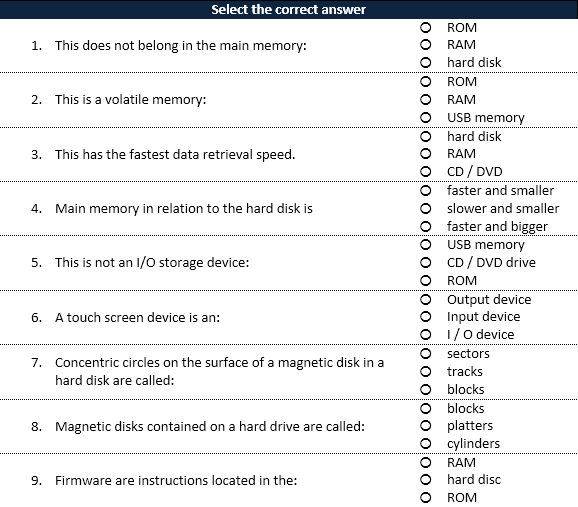 Select the correct answer
1. This does not belong in the main memory:
ROM
RAM
hard disk
2. This is a volatile memory:
ROM
RAM
USB memory
3. This has the fastest data retrieval speed.
hard disk
RAM
CD / DVD
4. Main memory in relation to the hard disk is
faster and smaller
slower and smaller
faster and bigger
5. This is not an I/O storage device:
USB memory
CD / DVD drive
ROM
6. A touch screen device is an:
Output device
Input device
I / O device
7. Concentric circles on the surface of a magnetic disk in a
hard disk are called:
sectors
tracks
blocks
8. Magnetic disks contained on a hard drive are called:
blocks
platters
cylinders
9. Firmware are instructions located in the:
RAM
hard disc
ROM